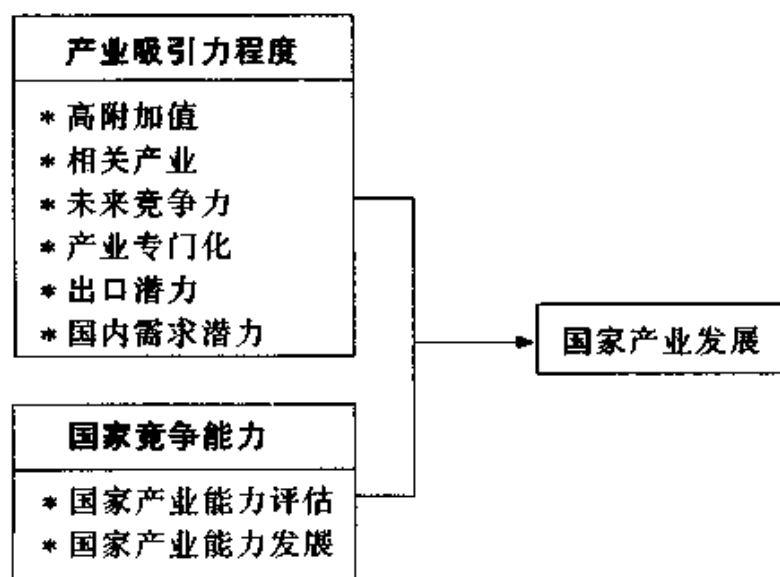 产业吸引力程度
* 高附加值
* 相关产业
* 未来竞争力
* 产业专门化
* 出口潜力
* 国内需求潜力
国家产业发展
国家竞争能力
* 国家产业能力评估
* 国家产业能力发展